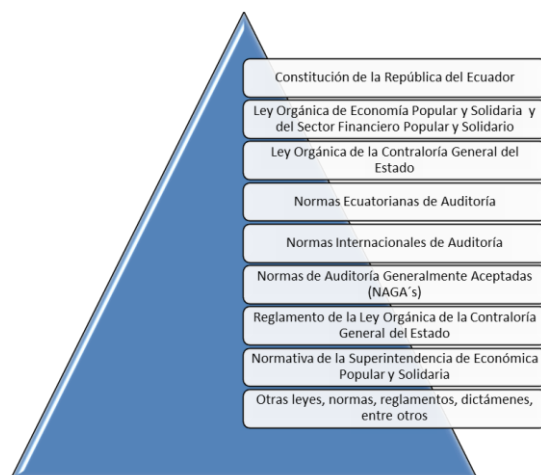 Constitución de la República del Ecuador
Ley Orgánica de Economía Popular y Solidaria y
del Sector Financiero Popular y Solidario
Ley Orgánica de la Contraloría General del
Estado
Normas Ecuatorianas de Auditoría
Normas Internacionales de Auditoría
Normas de Auditoría Generalmente Aceptadas
(NAGA´s)
Reglamento de la Ley Orgánica de la Contraloría
General del Estado
Normativa de la Superintendencia de Económica
Popular y Solidaria
Otras leyes, normas, reglamentos, dictámenes,
entre otros